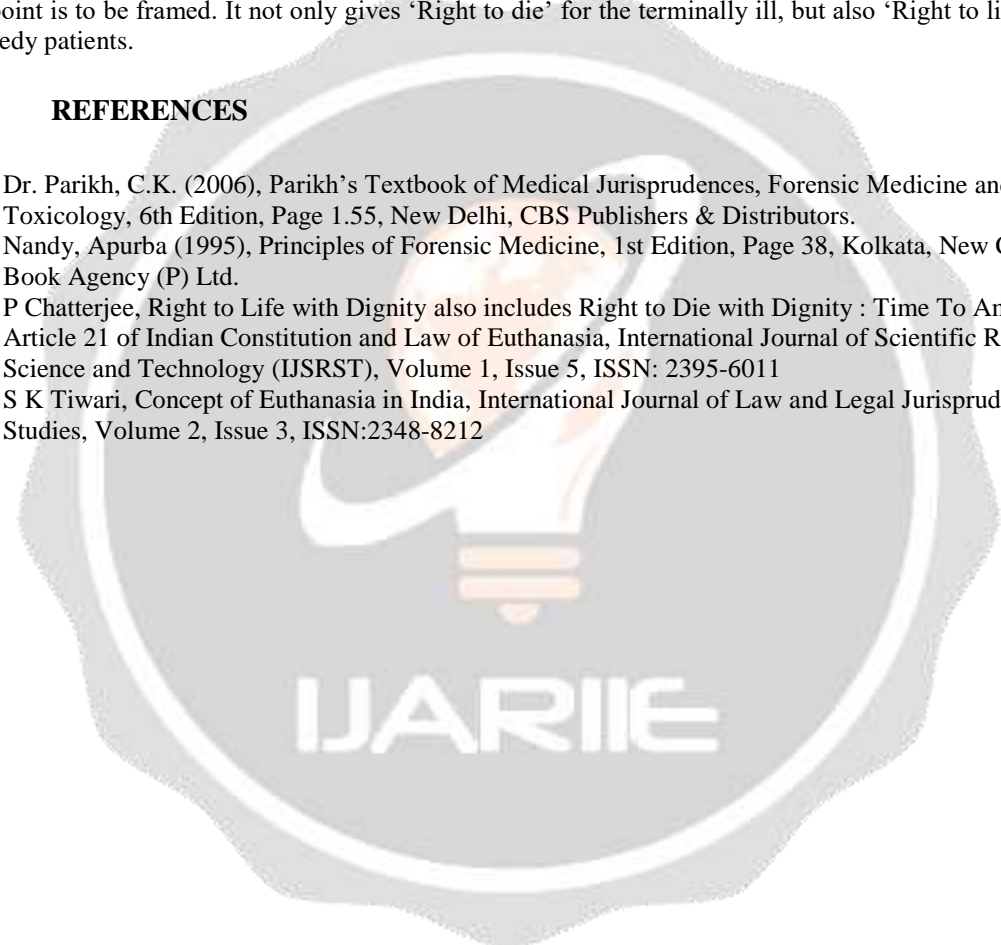 point is to be framed. It not only gives ‘Right to die’ for the terminally ill, but also ‘Right to li
edy patients.
REFERENCES
Dr. Parikh, C.K. (2006), Parikh’s Textbook of Medical Jurisprudences, Forensic Medicine an
Toxicology, 6th Edition, Page 1.55, New Delhi, CBS Publishers & Distributors.
Nandy, Apurba (1995), Principles of Forensic Medicine, 1st Edition, Page 38, Kolkata, New
Book Agency (P) Ltd.
P Chatterjee, Right to Life with Dignity also includes Right to Die with Dignity : Time To An
Article 21 of Indian Constitution and Law of Euthanasia, International Journal of Scientific R
Science and Technology (IJSRST), Volume 1, Issue 5, ISSN: 2395-6011
S K Tiwari, Concept of Euthanasia in India, International Journal of Law and Legal Jurisprud
Studies, Volume 2, Issue 3, ISSN:2348-8212
IJARIIE